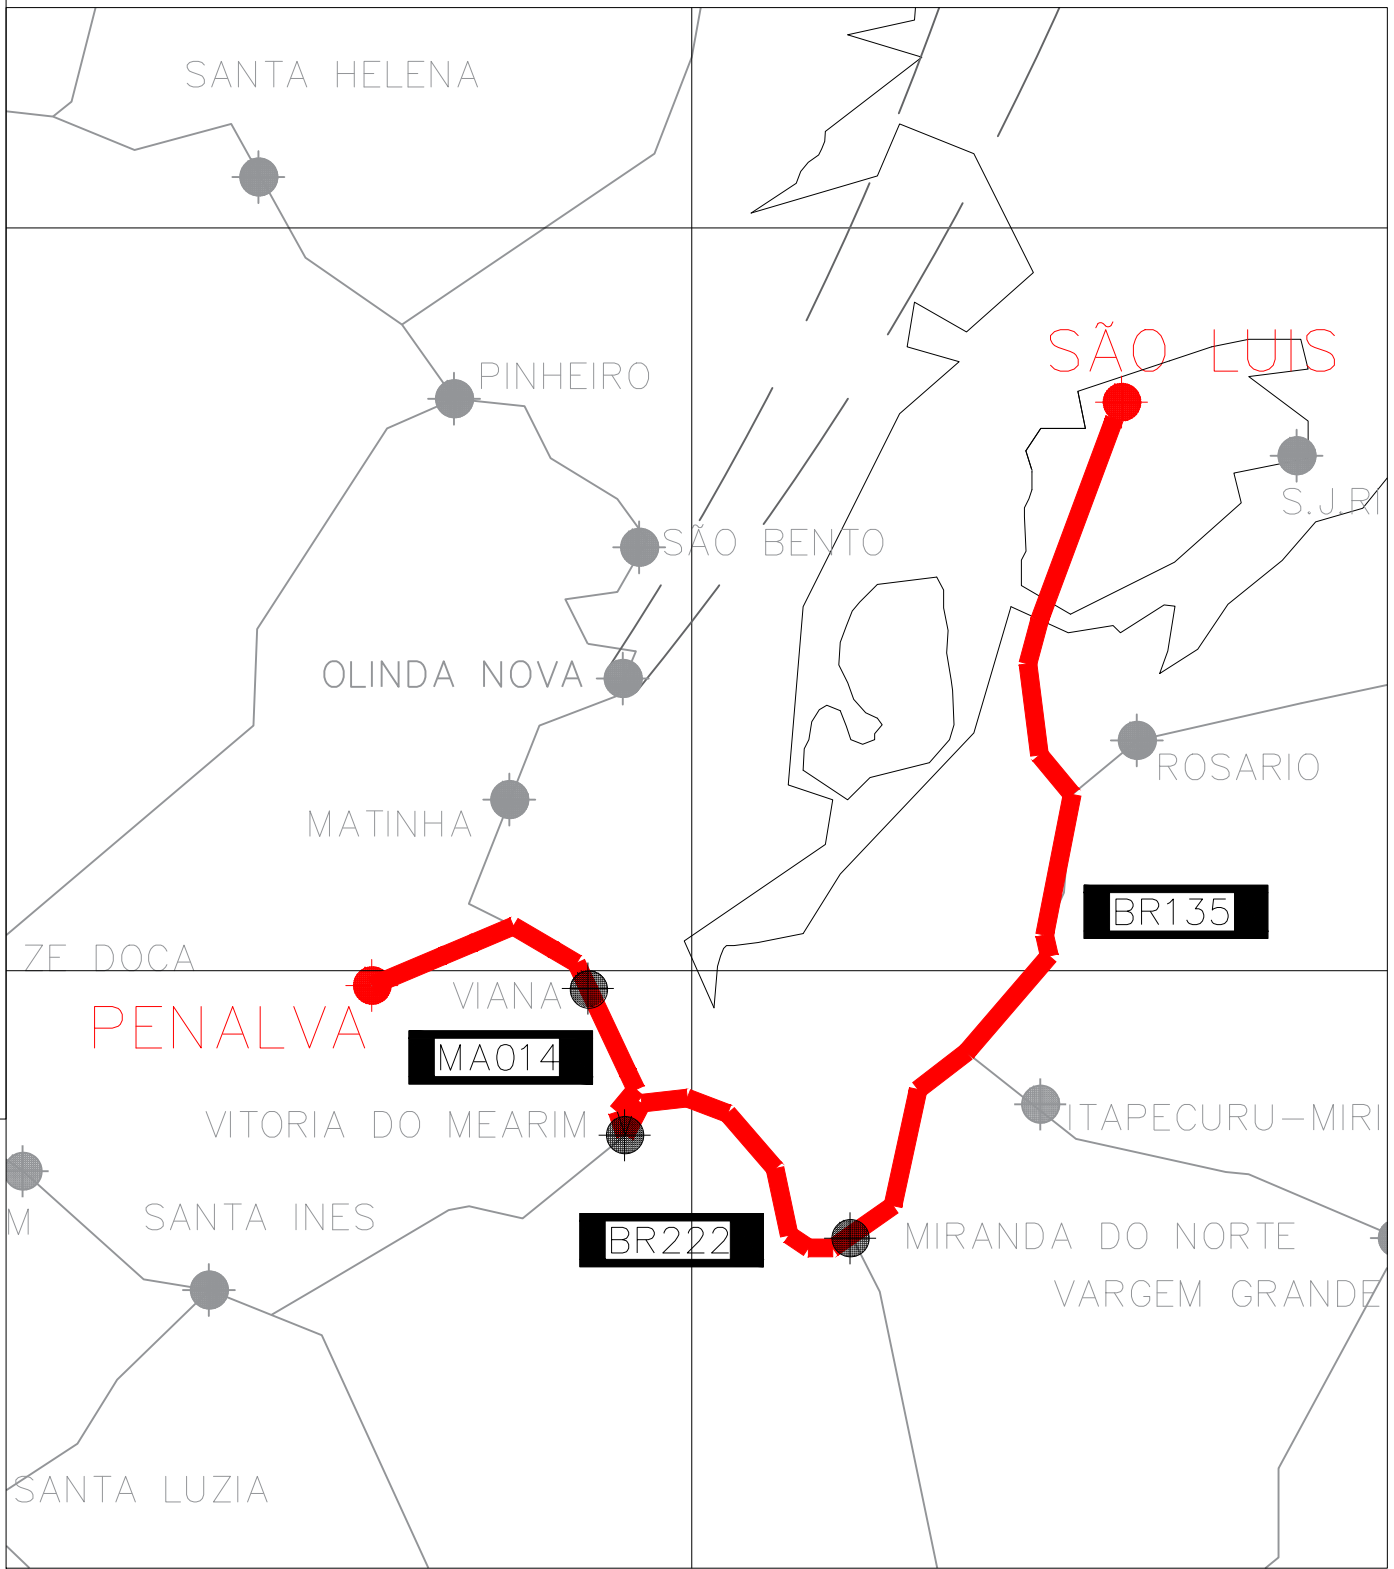 SANTA HELENA
SÃO LUIS
PINHEIRO
S.J.RI
SÃO BENTO
OLINDA NOVA
ROSARIO
MATINHA
BR135
ZE DOCA
VIANA
PENALVA
MA014
VITORIA DO MEARIM
ITAPECURU-MIRI
M
SANTA INES
MIRANDA DO NORTE
BR222
VARGEM GRANDE
SANTA LUZIA